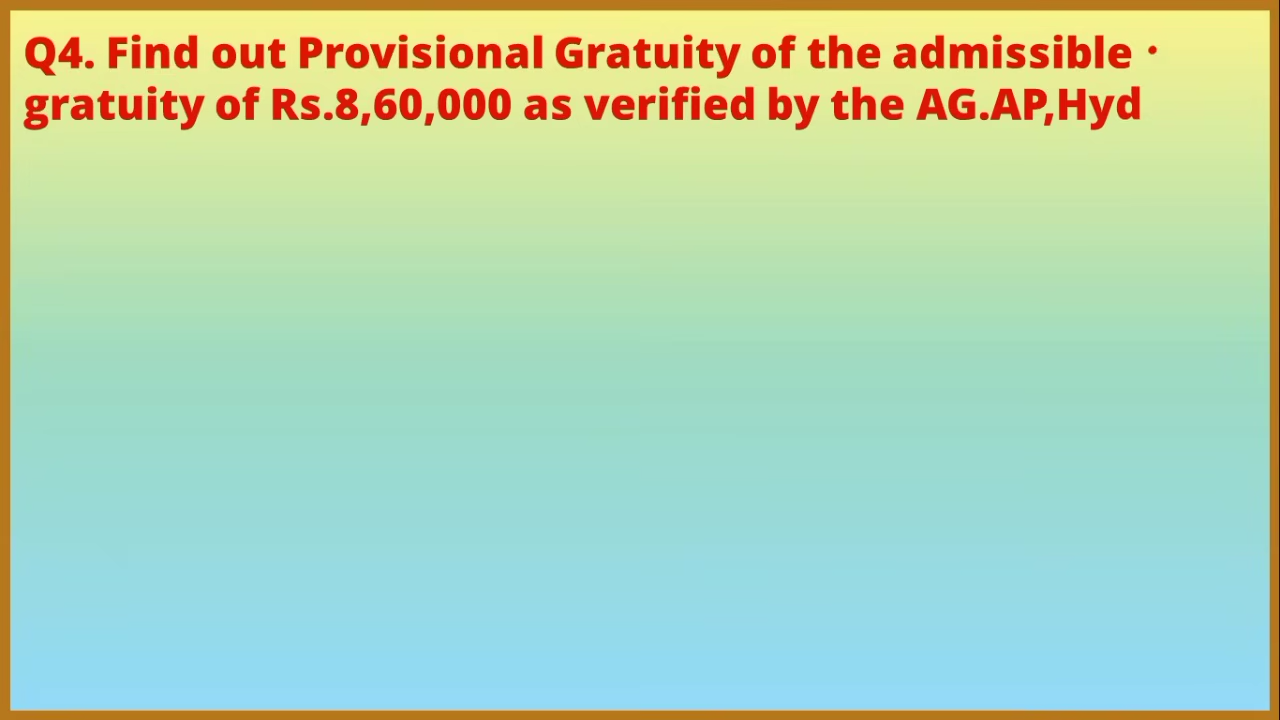 Q4. Find out Provisional Gratuity of the admissible ·
gratuity of Rs.8,60,000 as verified by the AG.AP,Hyd